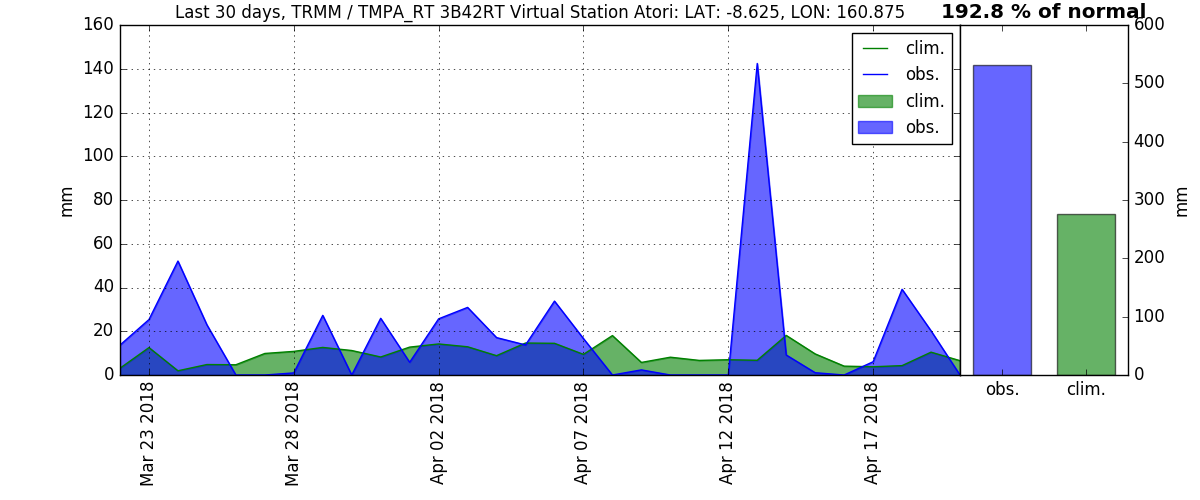 Last 30 days, TRMM / TMPA_RT 3B42RT Virtual Station Atori: LAT: -8.625, LON: 160.875
192.8 % of normal
160
140
120
100
80
60
40
20
0
mm
clim.
obs.
clim.
obs.
600
500
400
300
200
100
0
mm
obs.
clim.
Mar 23 2018
Mar 28 2018
Apr 02 2018
Apr 07 2018
Apr 12 2018
Apr 17 2018